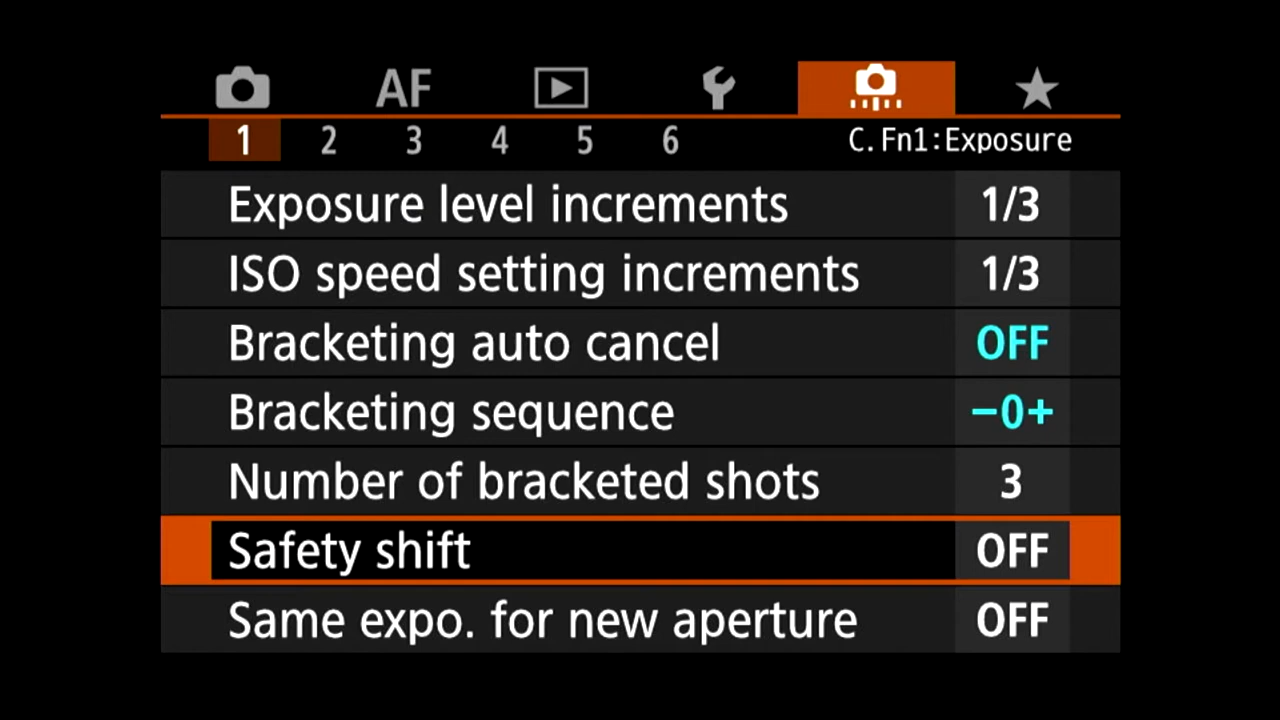 AF
1 2 3 4 5 6 C.Fn1:Exposure
Exposure level increments 1/3
ISO speed setting increments 1/3
Bracketing auto cancel OFF
Bracketing sequence −0+
Number of bracketed shots 3
Safety shift OFF
Same expo. for new aperture OFF